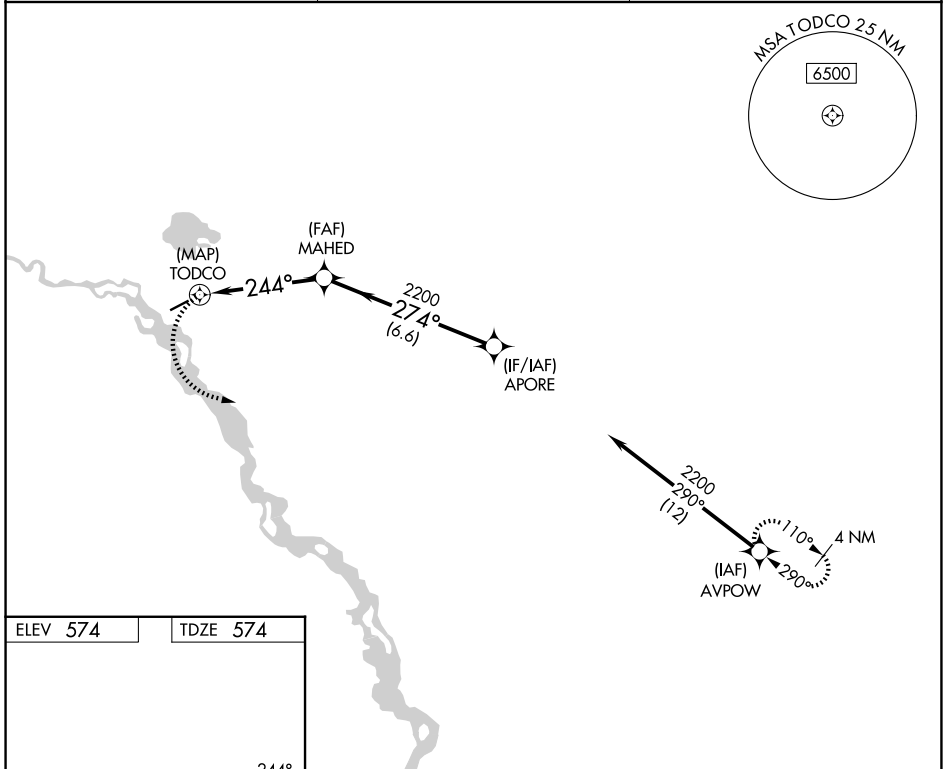 MSA TODCO 25 NM
6500
(FAF)
MAHED
(MAP)
TODCO
244°
2200
274°
(6.6)
(IF/IAF)
APORE
2200
290°
(12)
110°
4 NM
290°
(IAF)
AVPOW
ELEV 574
TDZE 574
244°